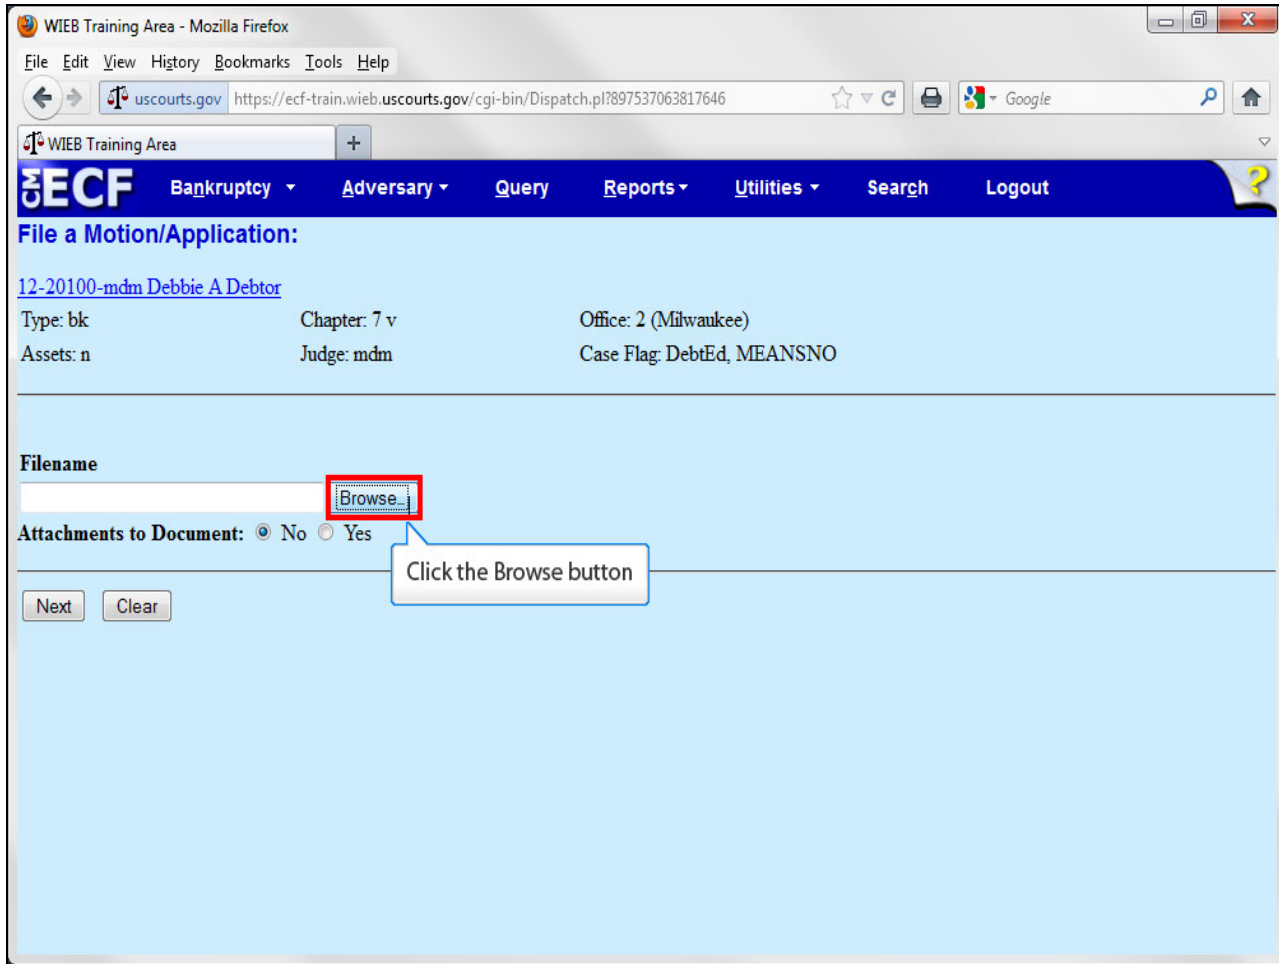 WIEB Training Area - Mozilla Firefox
File Edit View History Bookmarks Tools Help
uscourts.gov https://ecf-train.wieb.uscourts.gov/cgi-bin/Dispatch.pl?897537063817646 Google
WIEB Training Area +
CM ECF Bankruptcy Adversary Query Reports Utilities Search Logout ?
File a Motion/Application:
12-20100-mdm Debbie A Debtor
Type: bk Chapter: 7 v Office: 2 (Milwaukee)
Assets: n Judge: mdm Case Flag: DebtEd, MEANSNO
Filename
Browse...
Attachments to Document: No Yes
Click the Browse button
Next Clear